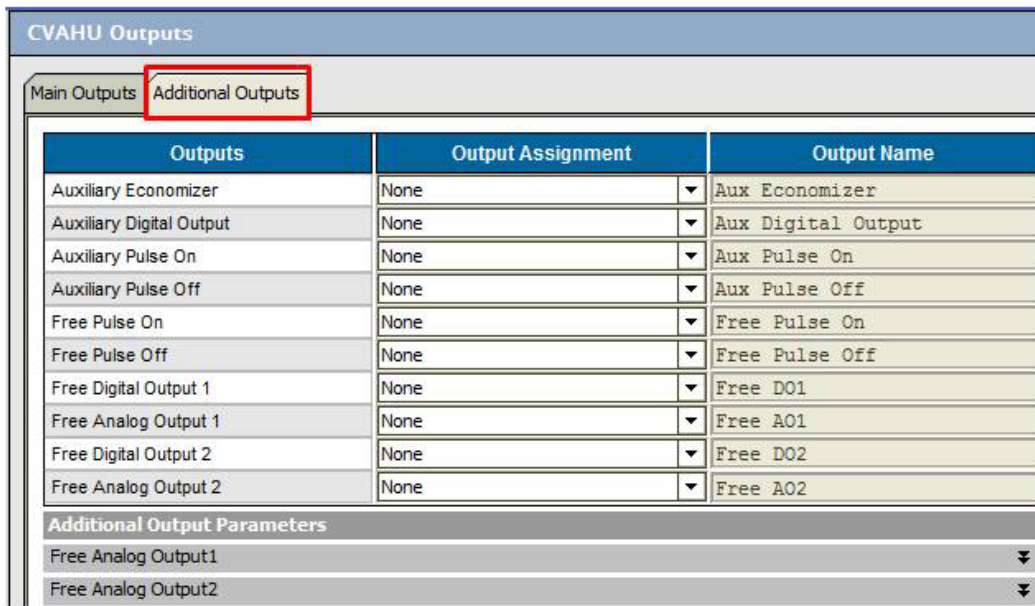 CVAHU Outputs
Main Outputs Additional Outputs
Outputs Output Assignment Output Name
Auxiliary Economizer None Aux Economizer
Auxiliary Digital Output None Aux Digital Output
Auxiliary Pulse On None Aux Pulse On
Auxiliary Pulse Off None Aux Pulse Off
Free Pulse On None Free Pulse On
Free Pulse Off None Free Pulse Off
Free Digital Output 1 None Free DO1
Free Analog Output 1 None Free AO1
Free Digital Output 2 None Free DO2
Free Analog Output 2 None Free AO2
Additional Output Parameters
Free Analog Output1
Free Analog Output2